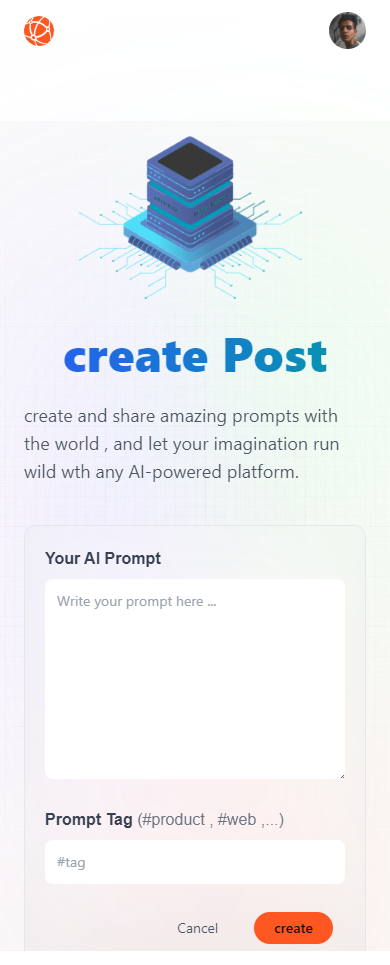 create Post
create and share amazing prompts with
the world , and let your imagination run
wild wth any AI-powered platform.
Your AI Prompt
Write your prompt here ...
Prompt Tag (#product , #web ,...)
#tag
Cancel create